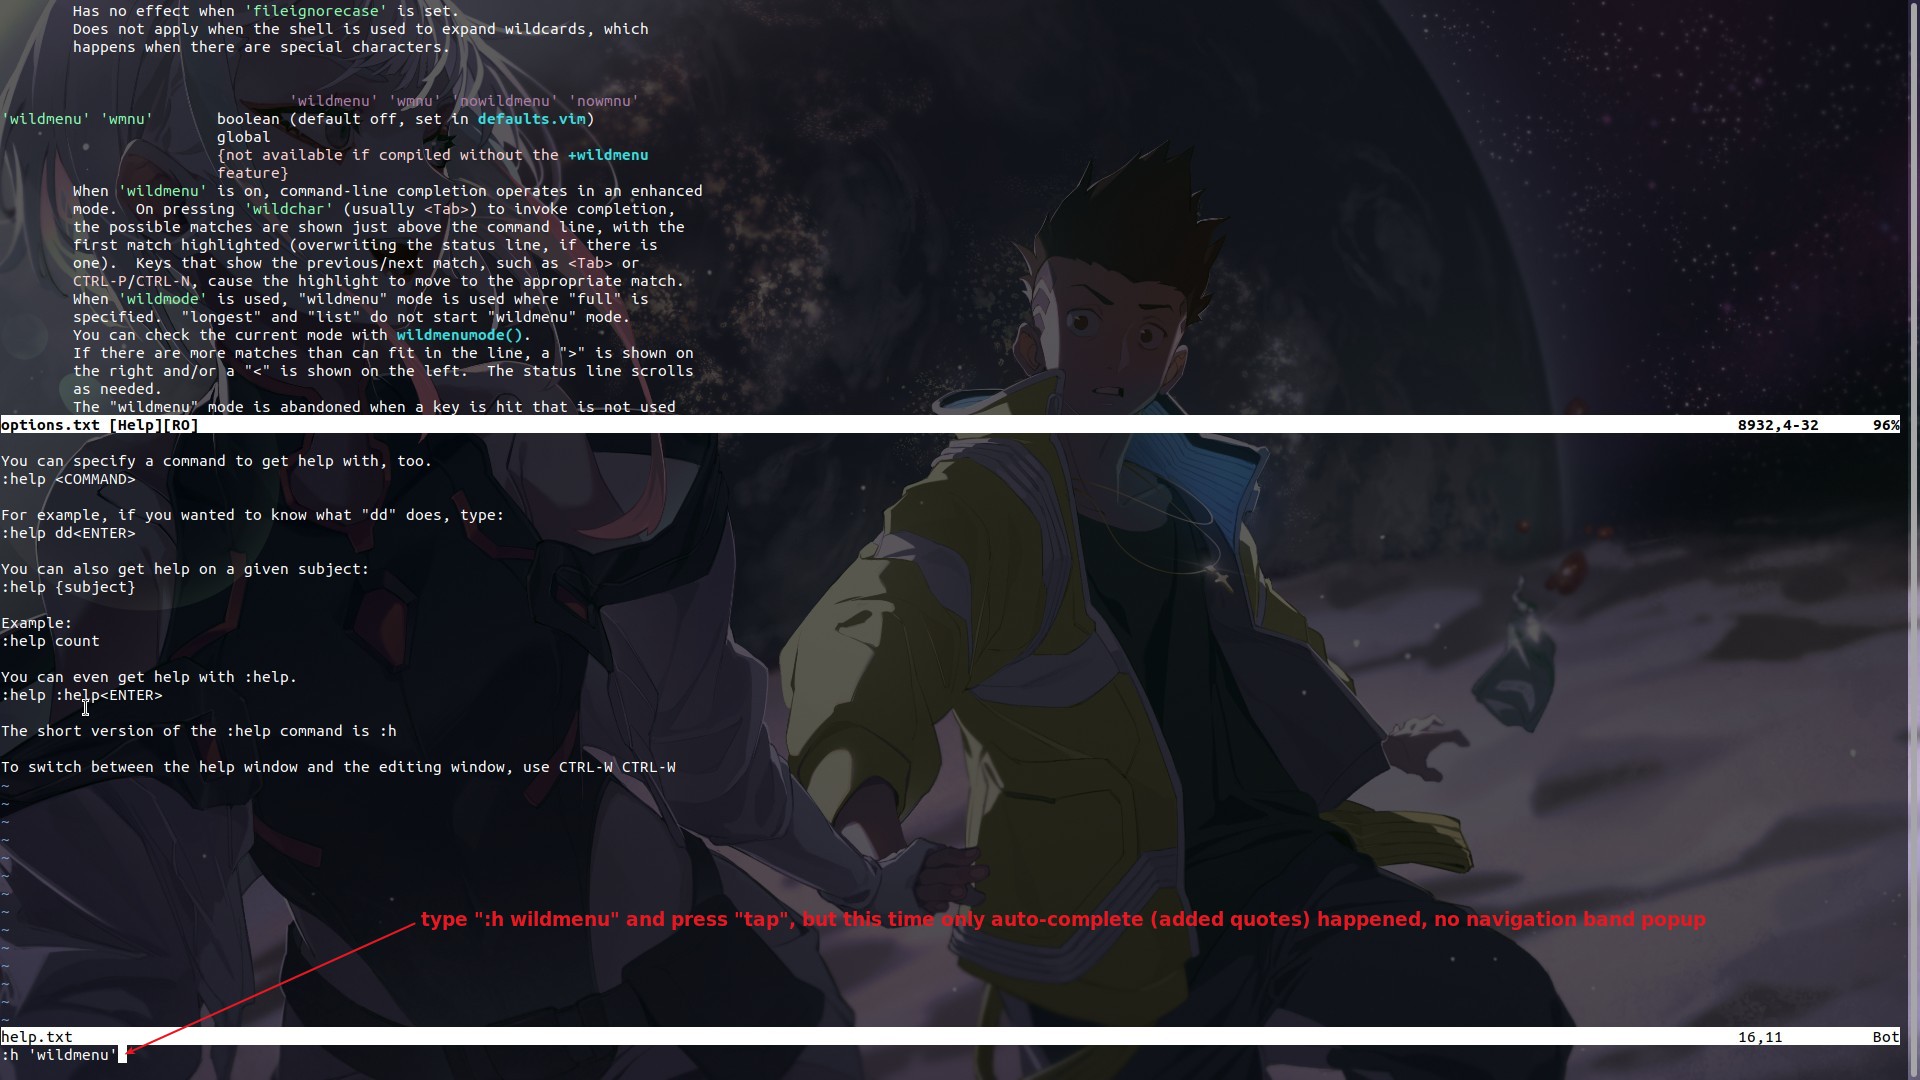 Has no effect when 'fileignorecase' is set.
Does not apply when the shell is used to expand wildcards, which
happens when there are special characters.
'wildmenu' 'wmnu' 'nowildmenu' 'nowmnu'
'wildmenu' 'wmnu' boolean (default off, set in defaults.vim)
global
{not available if compiled without the +wildmenu
feature}
When 'wildmenu' is on, command-line completion operates in an enhanced
mode. On pressing 'wildchar' (usually <Tab>) to invoke completion,
the possible matches are shown just above the command line, with the
first match highlighted (overwriting the status line, if there is
one). Keys that show the previous/next match, such as <Tab> or
CTRL-P/CTRL-N, cause the highlight to move to the appropriate match.
When 'wildmode' is used, "wildmenu" mode is used where "full" is
specified. "longest" and "list" do not start "wildmenu" mode.
You can check the current mode with wildmenumode().
If there are more matches than can fit in the line, a ">" is shown on
the right and/or a "<" is shown on the left. The status line scrolls
as needed.
The "wildmenu" mode is abandoned when a key is hit that is not used
options.txt [Help][RO] 8932,4-32 96%
You can specify a command to get help with, too.
:help <COMMAND>
For example, if you wanted to know what "dd" does, type:
:help dd<ENTER>
You can also get help on a given subject:
:help {subject}
Example:
:help count
You can even get help with :help.
:help :help<ENTER>
The short version of the :help command is :h
To switch between the help window and the editing window, use CTRL-W CTRL-W
~
~
~
~
~
~
~
~
~
~
~
~
~
~
type ":h wildmenu" and press "tap", but this time only auto-complete (added quotes) happened, no navigation band popup
help.txt 16,11 Bot
:h 'wildmenu'